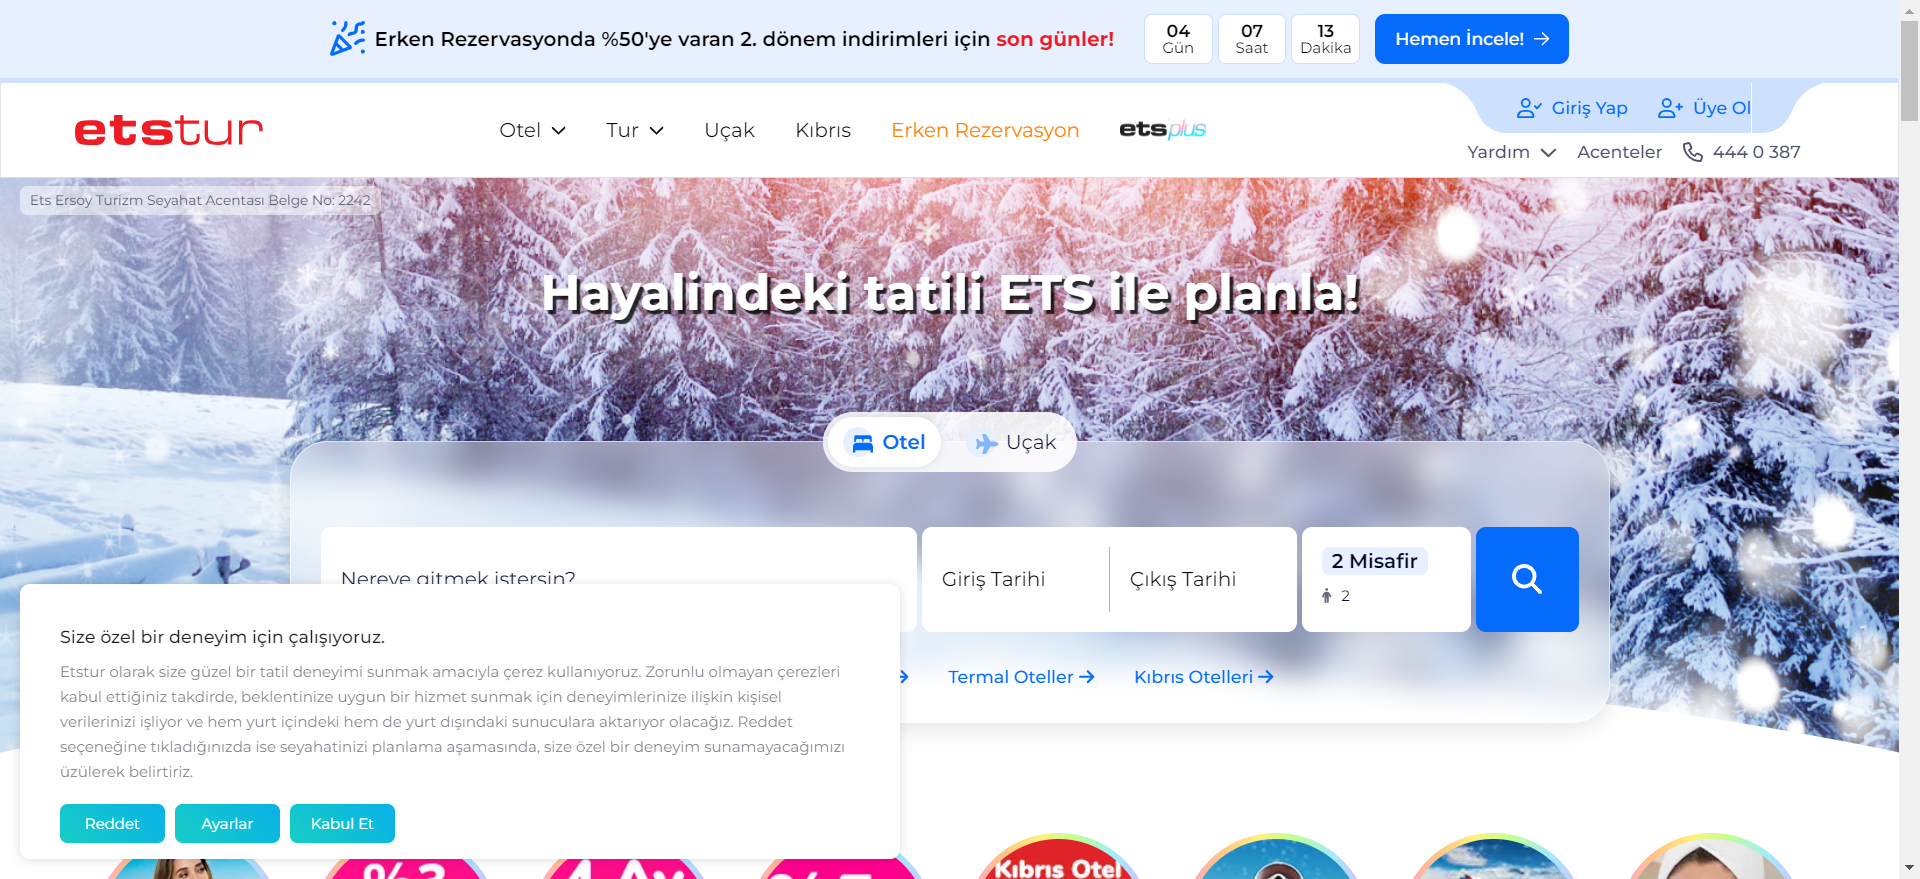 Erken Rezervasyonda %50'ye varan 2. dönem indirimleri için son günler!
04 Gün
07 Saat
13 Dakika
Hemen İncele!
etstur
Otel
Tur
Uçak
Kıbrıs
Erken Rezervasyon
etsplus
Giriş Yap
Üye Ol
Yardım
Acenteler
444 0 387
Ets Ersoy Turizm Seyahat Acentası Belge No: 2242
Hayalindeki tatili ETS ile planla!
Otel
Uçak
Nereye gitmek istersin?
Giriş Tarihi
Çıkış Tarihi
2 Misafir
2
Termal Oteller
Kıbrıs Otelleri
Size özel bir deneyim için çalışıyoruz.
Etstur olarak size güzel bir tatil deneyimi sunmak amacıyla çerez kullanıyoruz. Zorunlu olmayan çerezleri
kabul ettiğiniz takdirde, beklentinize uygun bir hizmet sunmak için deneyimlerinize ilişkin kişisel
verilerinizi işliyor ve hem yurt içindeki hem de yurt dışındaki sunuculara aktarıyor olacağız. Reddet
seçeneğine tıkladığınızda ise seyahatinizi planlama aşamasında, size özel bir deneyim sunamayacağımızı
üzülerek belirtiriz.
Reddet
Ayarlar
Kabul Et
%3
4 Ay
Kıbrıs Otel